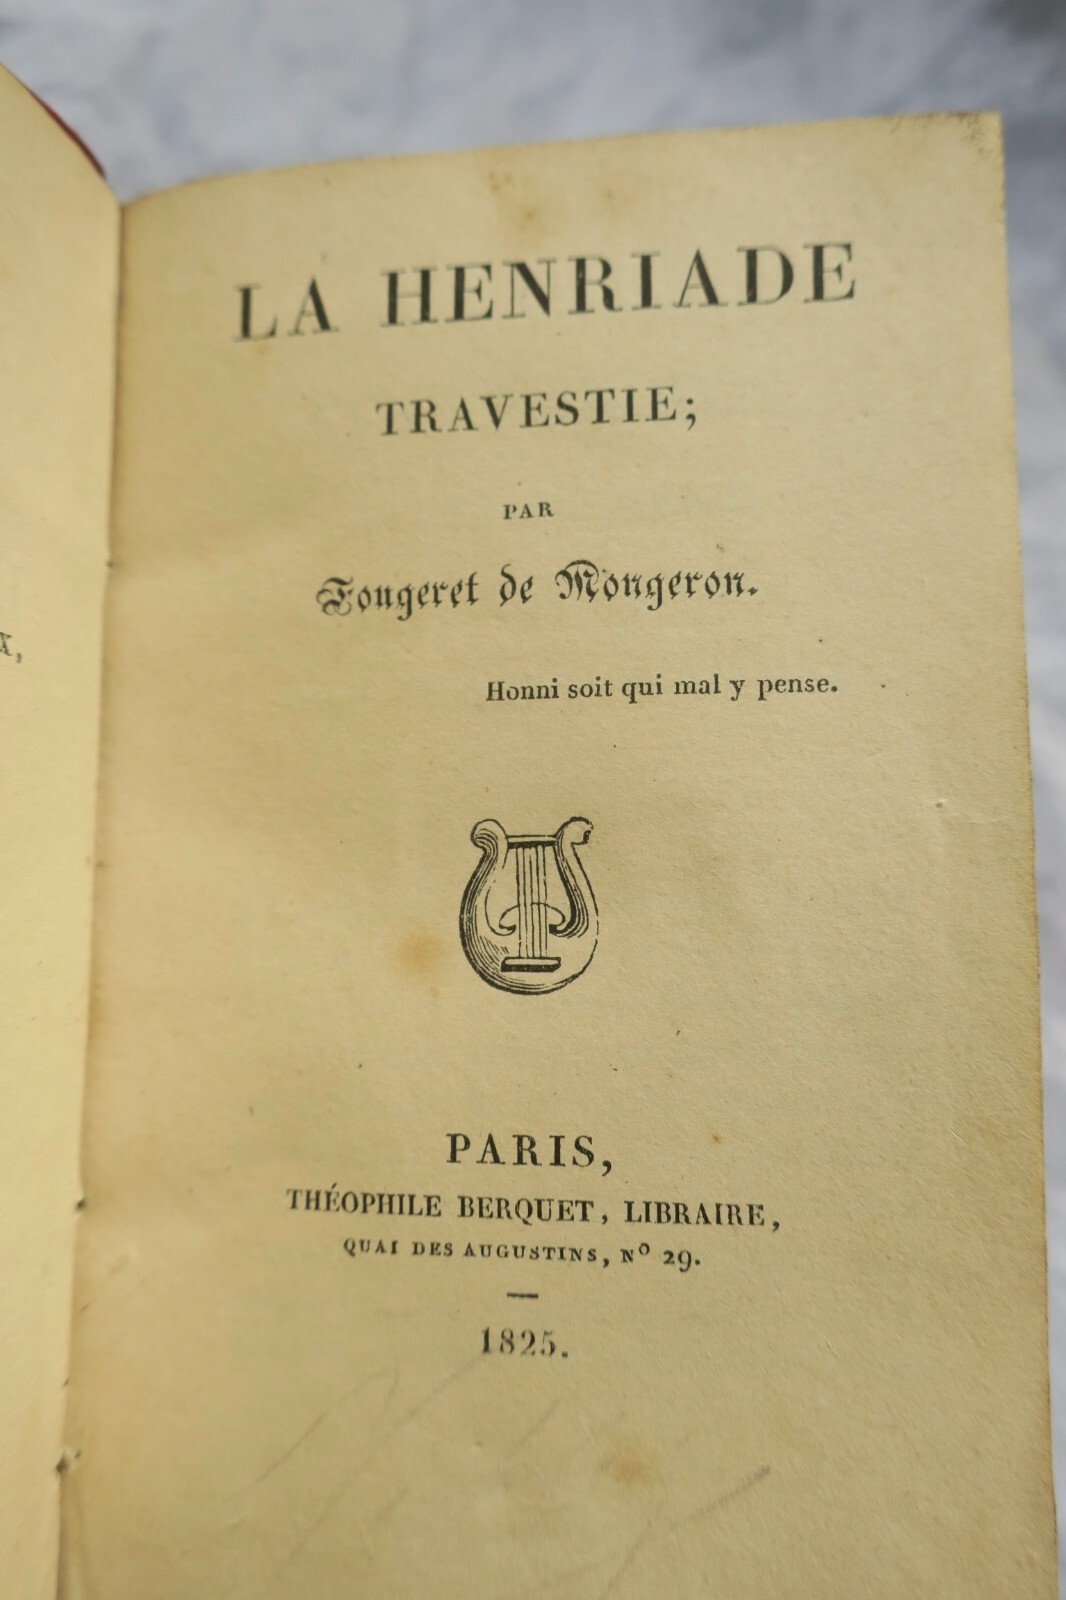 LA HENRIADE
TRAVESTIE;
PAR
Fougeret de Mongeron.
Honni soit qui mal y pense.
PARIS,
THÉOPHILE BERQUET, LIBRAIRE,
QUAI DES AUGUSTINS, Nº 29.
1825.